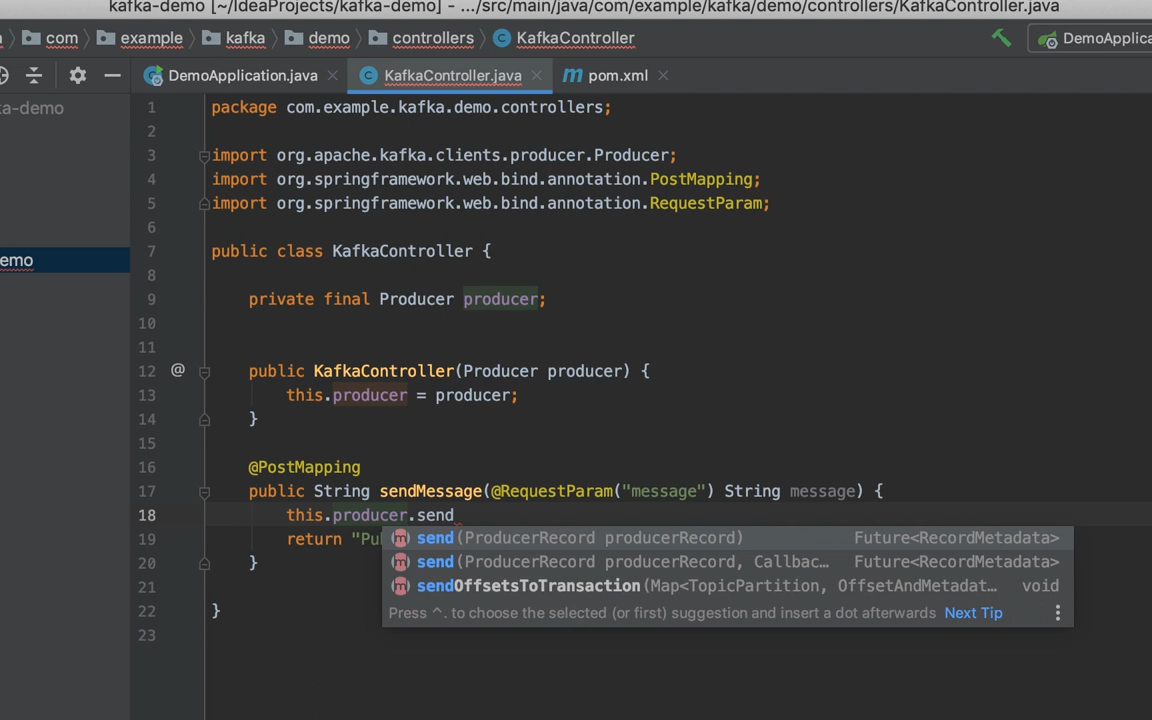 kafka-demo [~/IdeaProjects/kafka-demo] - .../src/main/java/com/example/kafka/demo/controllers/KafkaController.java
com example kafka demo controllers KafkaController DemoApplica
DemoApplication.java KafkaController.java pom.xml
ka-demo
emo
1 package com.example.kafka.demo.controllers;
2
3 import org.apache.kafka.clients.producer.Producer;
4 import org.springframework.web.bind.annotation.PostMapping;
5 import org.springframework.web.bind.annotation.RequestParam;
6
7 public class KafkaController {
8
9 private final Producer producer;
10
11
12 @ public KafkaController(Producer producer) {
13 this.producer = producer;
14 }
15
16 @PostMapping
17 public String sendMessage(@RequestParam("message") String message) {
18 this.producer.send
19 return "Pu
send(ProducerRecord producerRecord) Future<RecordMetadata>
20 }
send(ProducerRecord producerRecord, Callbac... Future<RecordMetadata>
21
sendOffsetsToTransaction(Map<TopicPartition, OffsetAndMetadat... void
22 }
Press ^. to choose the selected (or first) suggestion and insert a dot afterwards Next Tip
23